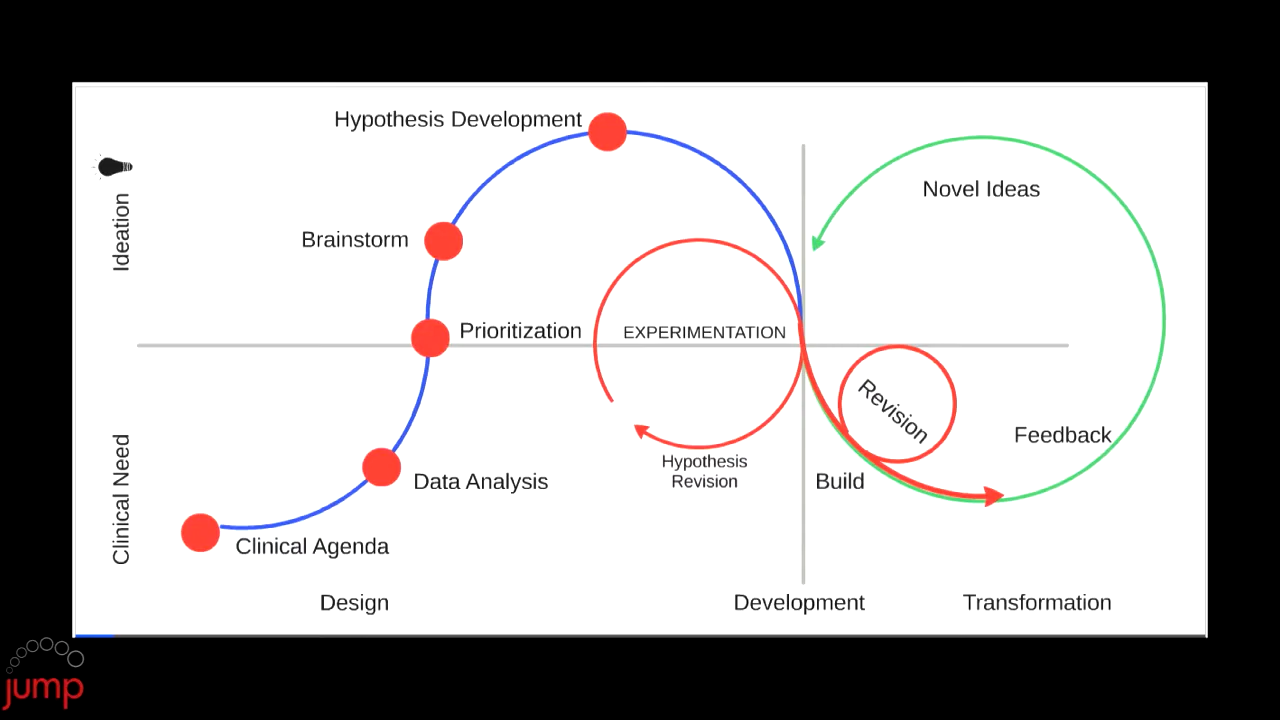 Hypothesis Development
Novel Ideas
Ideation
Brainstorm
Prioritization
EXPERIMENTATION
Revision
Feedback
Hypothesis
Revision
Build
Clinical Need
Data Analysis
Clinical Agenda
Design
Development
Transformation
jump